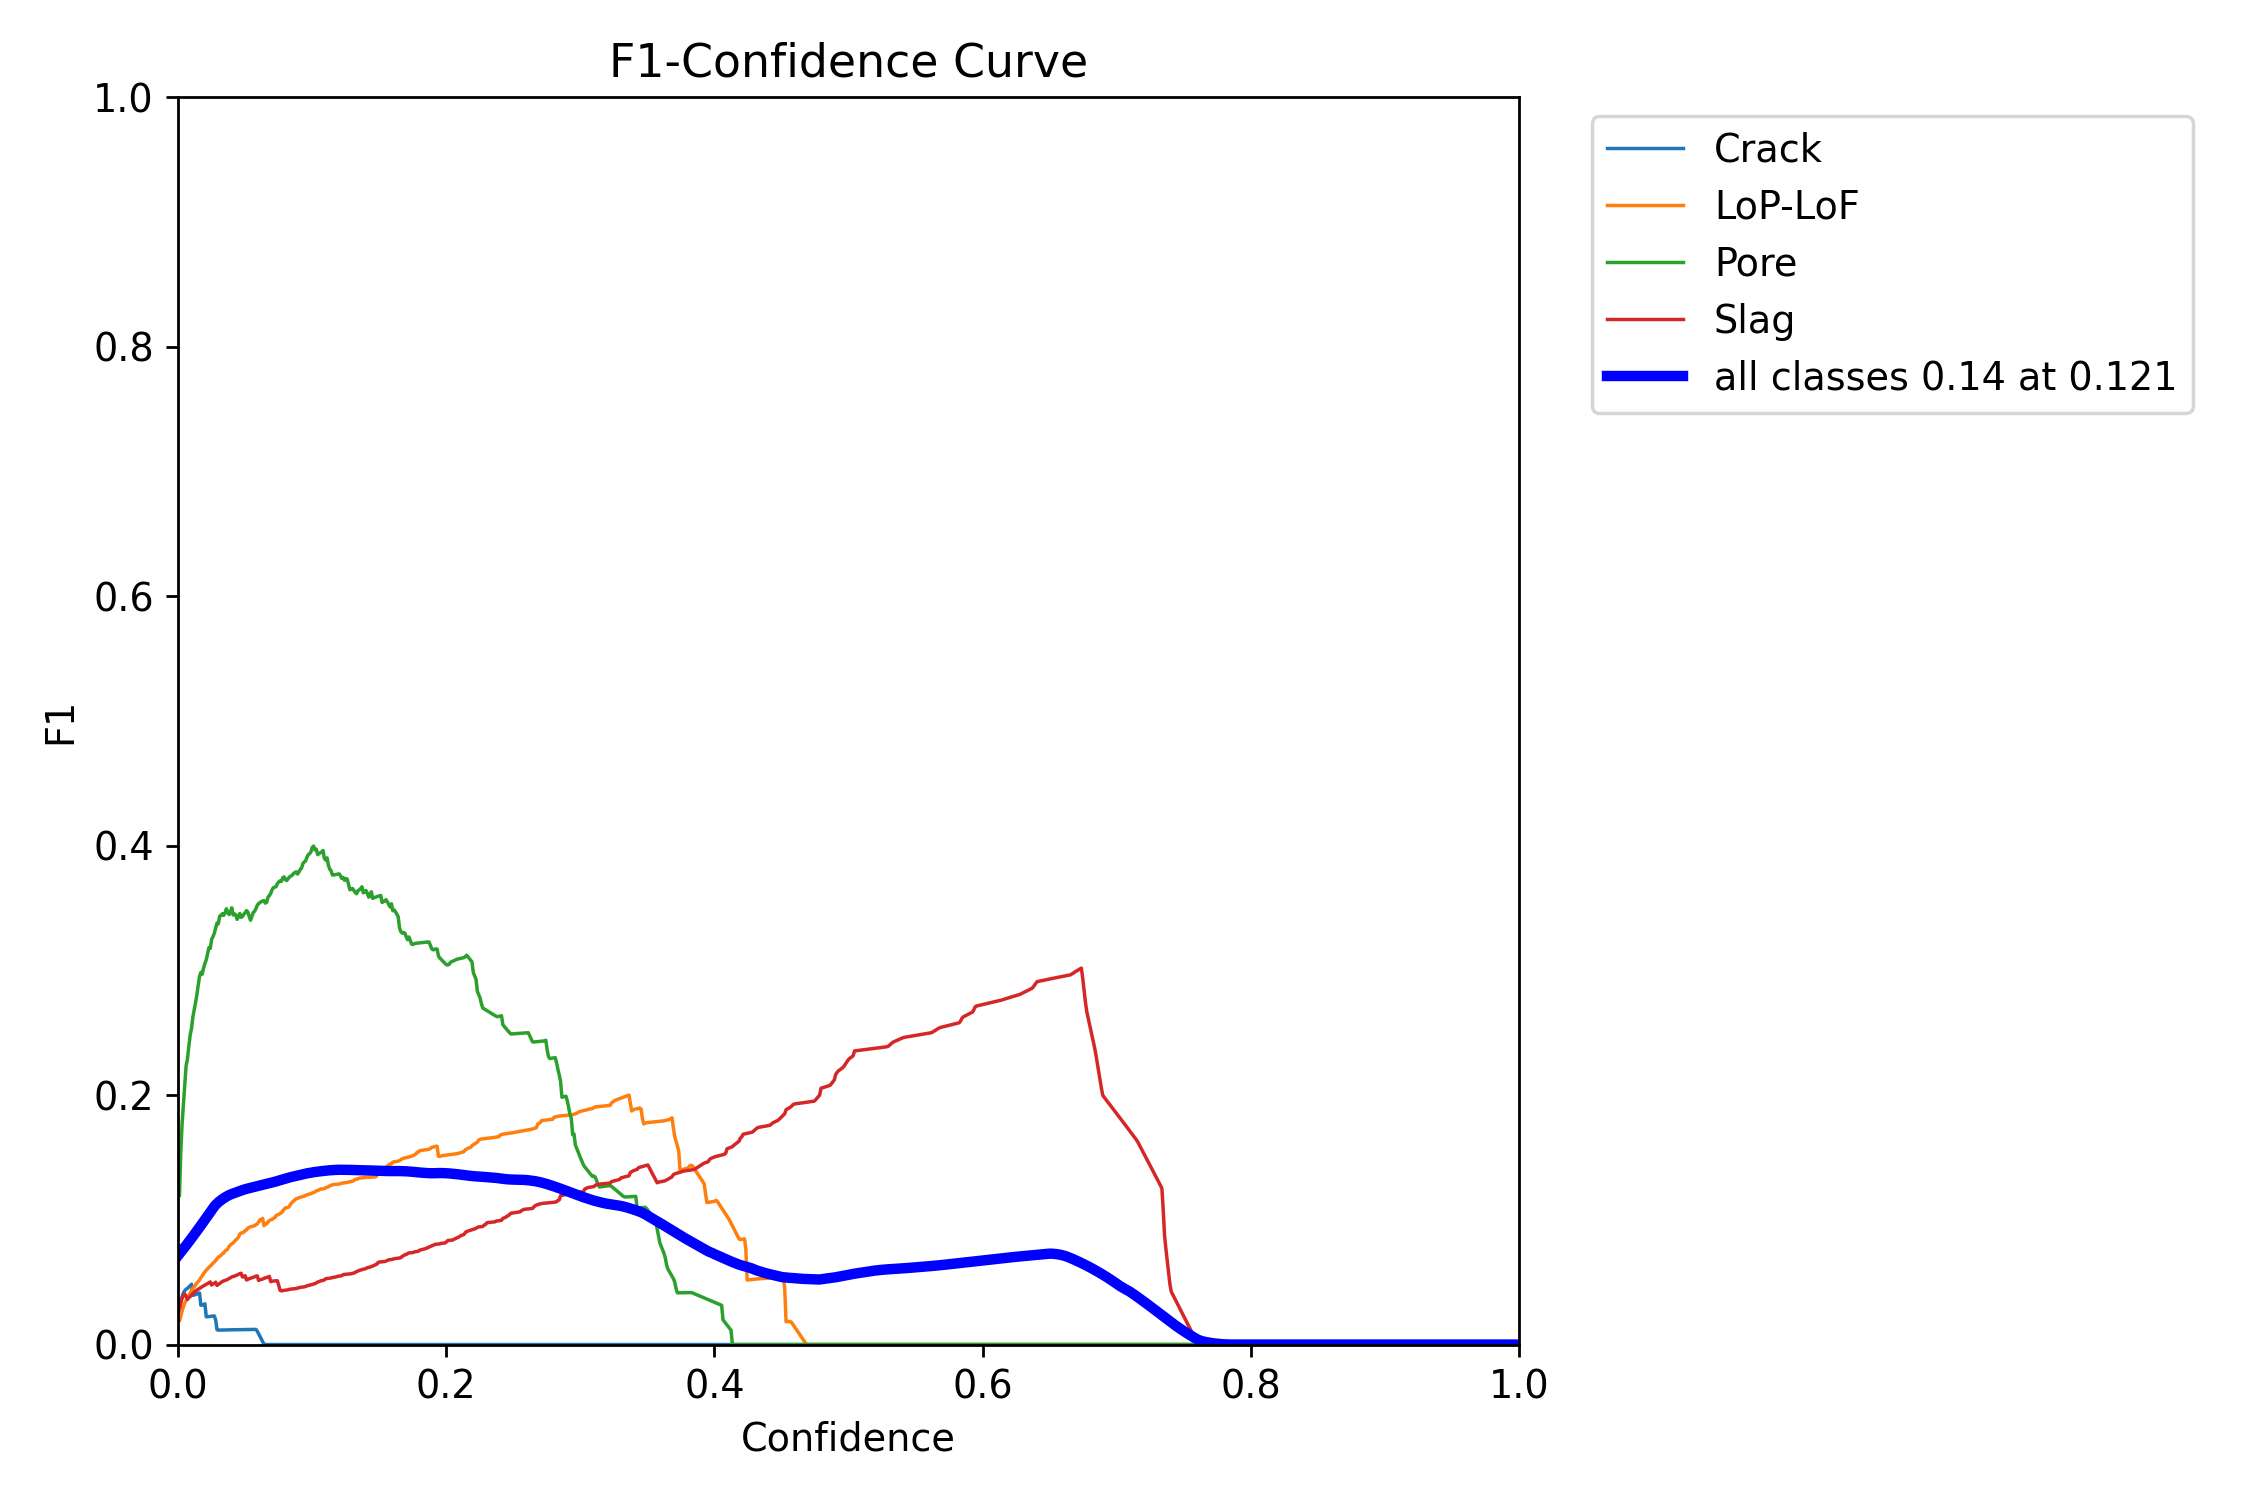 F1-Confidence Curve
1.0
0.8
0.6
0.4
0.2
0.0
F1
0.0 0.2 0.4 0.6 0.8 1.0
Confidence
Crack
LoP-LoF
Pore
Slag
all classes 0.14 at 0.121